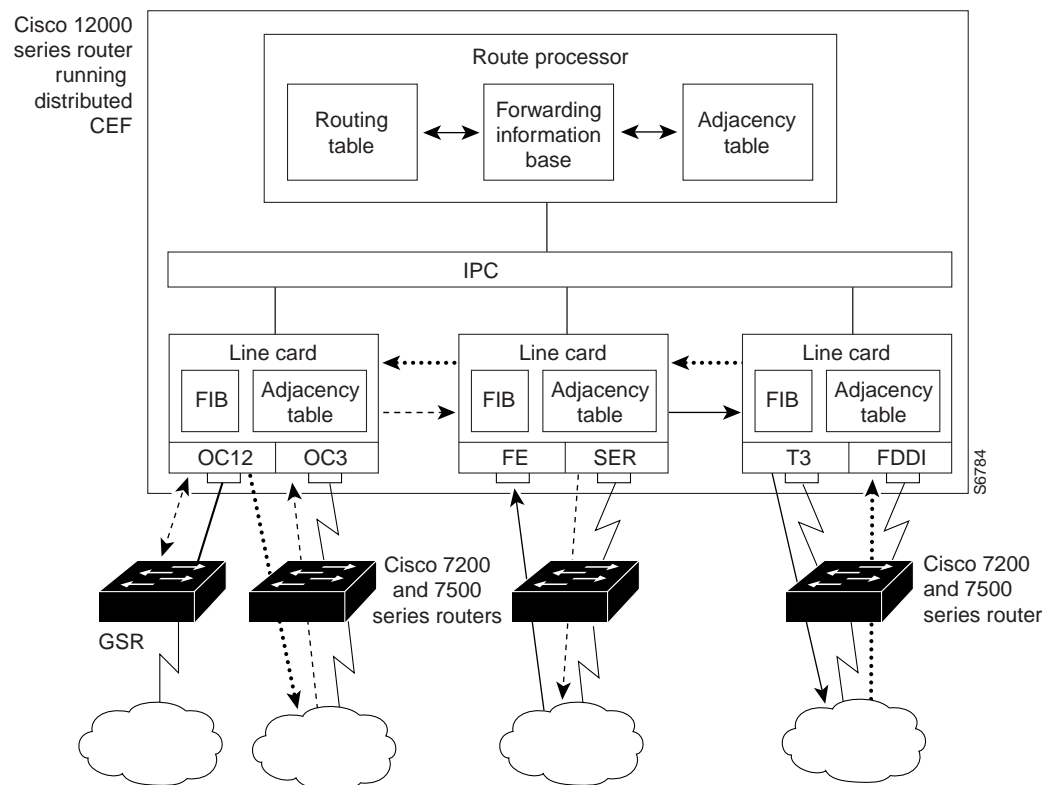 Cisco 12000
series router
running
distributed
CEF
Route processor
Routing
table
Forwarding
information
base
Adjacency
table
IPC
Line card
FIB
Adjacency
table
OC12
OC3
Line card
FIB
Adjacency
table
FE
SER
Line card
FIB
Adjacency
table
T3
FDDI
S6784
GSR
Cisco 7200
and 7500
series routers
Cisco 7200
and 7500
series router